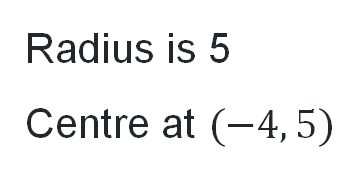 Radius is 5
Centre at (−4, 5)